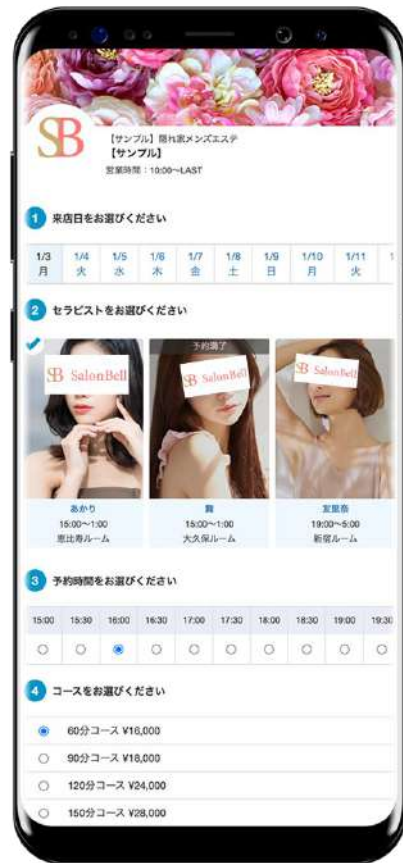 SB
【サンプル】隠れ家メンズエステ
【サンプル】
営業時間：10:00~LAST
1 来店日をお選びください
1/3 1/4 1/5 1/6 1/7 1/8 1/9 1/10 1/11 1
月 火 水 木 金 土 日 月 火
2 セラピストをお選びください
予約満了
SB SalonBell SB SalonBell SB SalonBell
あかり 舞 友里奈
15:00~1:00 15:00~1:00 19:00~5:00
恵比寿ルーム 大久保ルーム 新宿ルーム
3 予約時間をお選びください
15:00 15:30 16:00 16:30 17:00 17:30 18:00 18:30 19:00 19:30
4 コースをお選びください
60分コース ¥16,000
90分コース ¥18,000
120分コース ¥24,000
150分コース ¥28,000